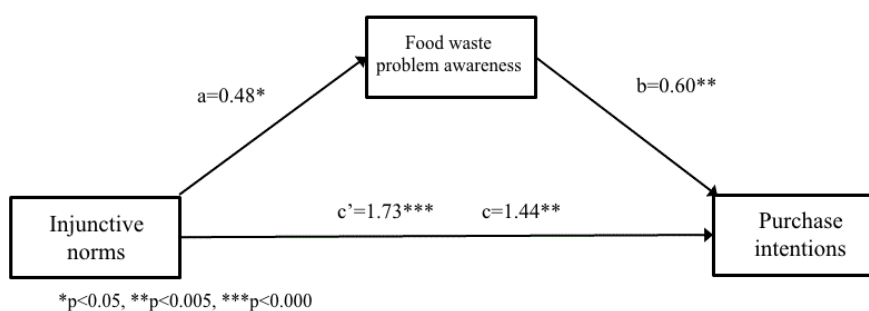 Food waste
problem awareness
a=0.48*
b=0.60**
Injunctive
norms
c’=1.73***
c=1.44**
Purchase
intentions
*p<0.05, **p<0.005, ***p<0.000